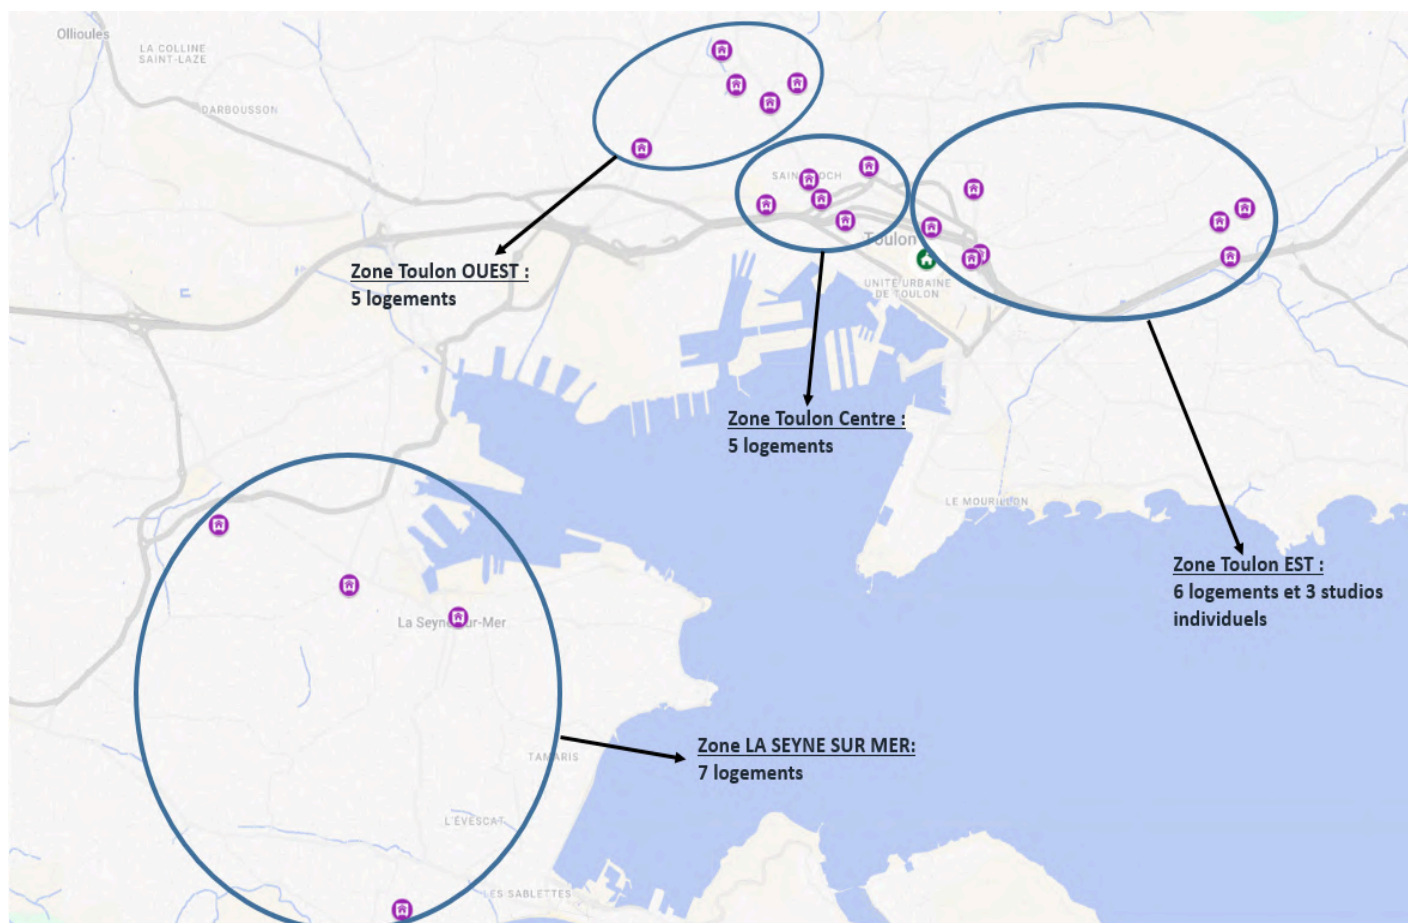 Ollioules
LA COLLINE
SAINT-LAZE
DARBOUSSON
Toulon
UNITÉ URBAINE
DE TOULON
Zone Toulon OUEST :
5 logements
Zone Toulon Centre :
5 logements
LE MOURILLON
Zone Toulon EST :
6 logements et 3 studios
individuels
La Seyne-sur-Mer
Zone LA SEYNE SUR MER:
7 logements
TAMARIS
L'ÉVESCAT
LES SABLETTES